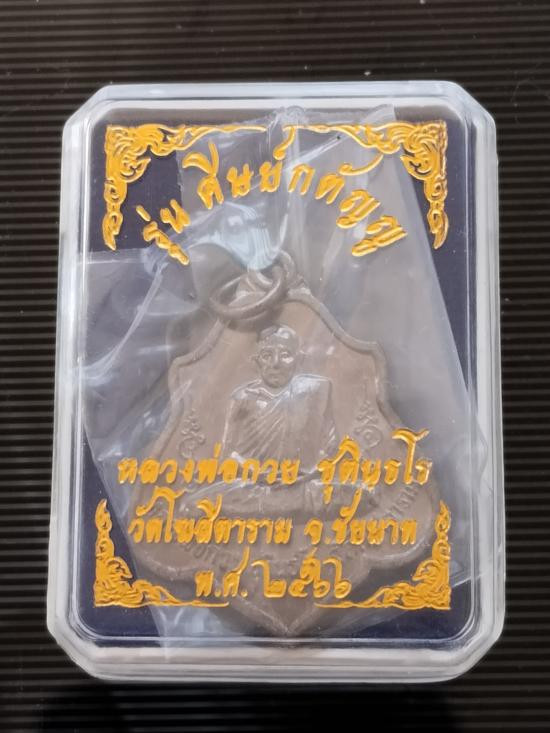 รุ่น ศิษย์กตัญญู
หลวงพ่อกวย ชุตินฺธโร
วัดโฆสิตาราม จ.ชัยนาท
พ.ศ. ๒๕๖๖